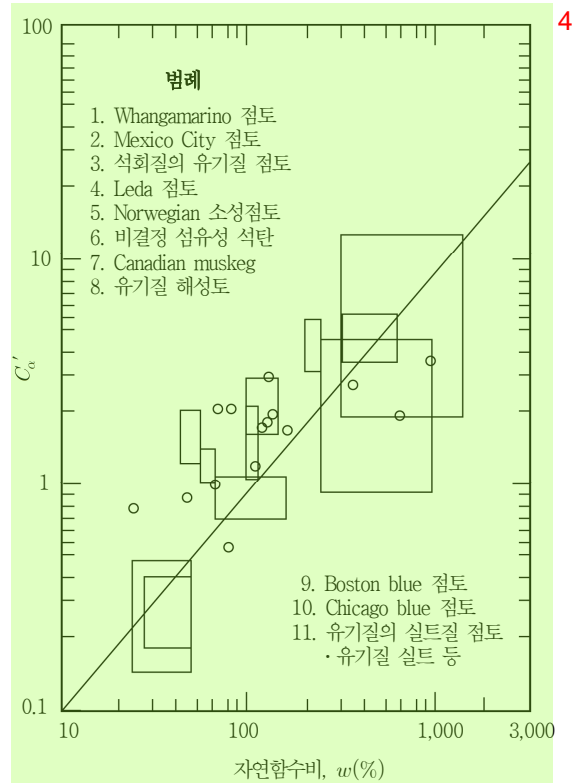 4
100
범례
1. Whangamarino 점토
2. Mexico City 점토
3. 석회질의 유기질 점토
4. Leda 점토
5. Norwegian 소성점토
6. 비결정 섬유성 석탄
7. Canadian muskeg
8. 유기질 해성토
10
C_α′
1
9. Boston blue 점토
10. Chicago blue 점토
11. 유기질의 실트질 점토
· 유기질 실트 등
0.1
10 100 1,000 3,000
자연함수비, w(%)